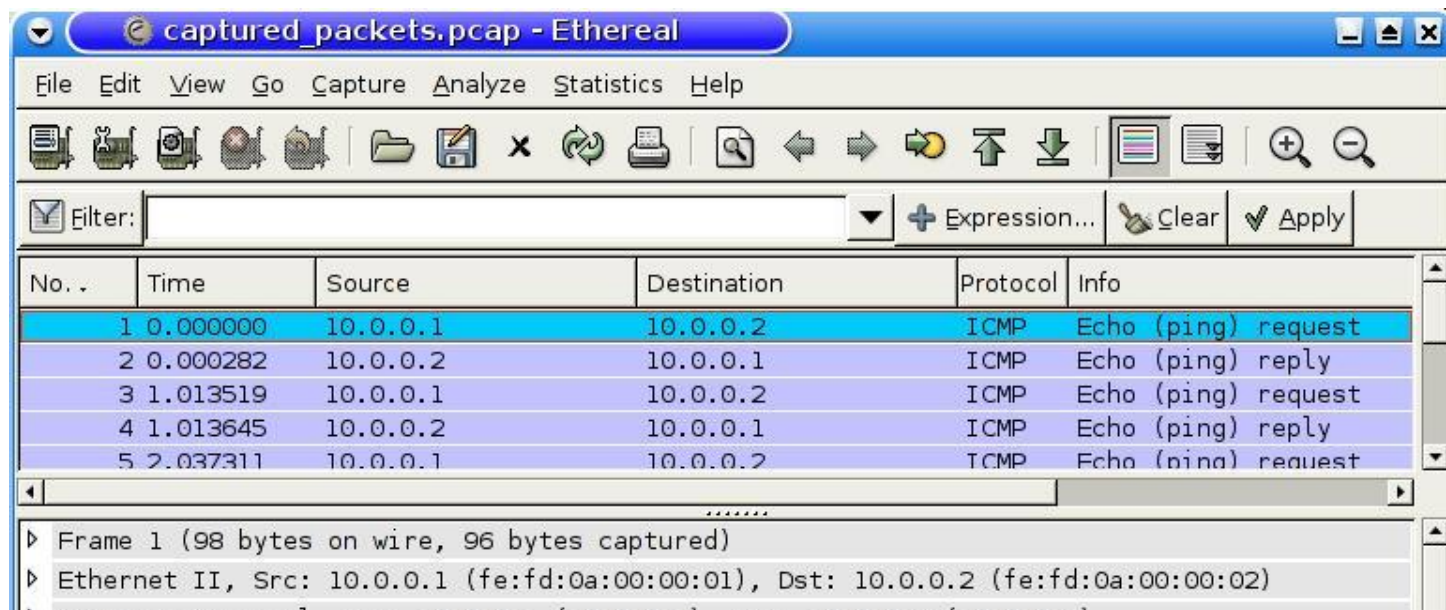 captured_packets.pcap - Ethereal
File Edit View Go Capture Analyze Statistics Help
Filter: Expression... Clear Apply
No. . Time Source Destination Protocol Info
1 0.000000 10.0.0.1 10.0.0.2 ICMP Echo (ping) request
2 0.000282 10.0.0.2 10.0.0.1 ICMP Echo (ping) reply
3 1.013519 10.0.0.1 10.0.0.2 ICMP Echo (ping) request
4 1.013645 10.0.0.2 10.0.0.1 ICMP Echo (ping) reply
5 2.037311 10.0.0.1 10.0.0.2 ICMP Echo (ping) request
Frame 1 (98 bytes on wire, 96 bytes captured)
Ethernet II, Src: 10.0.0.1 (fe:fd:0a:00:00:01), Dst: 10.0.0.2 (fe:fd:0a:00:00:02)